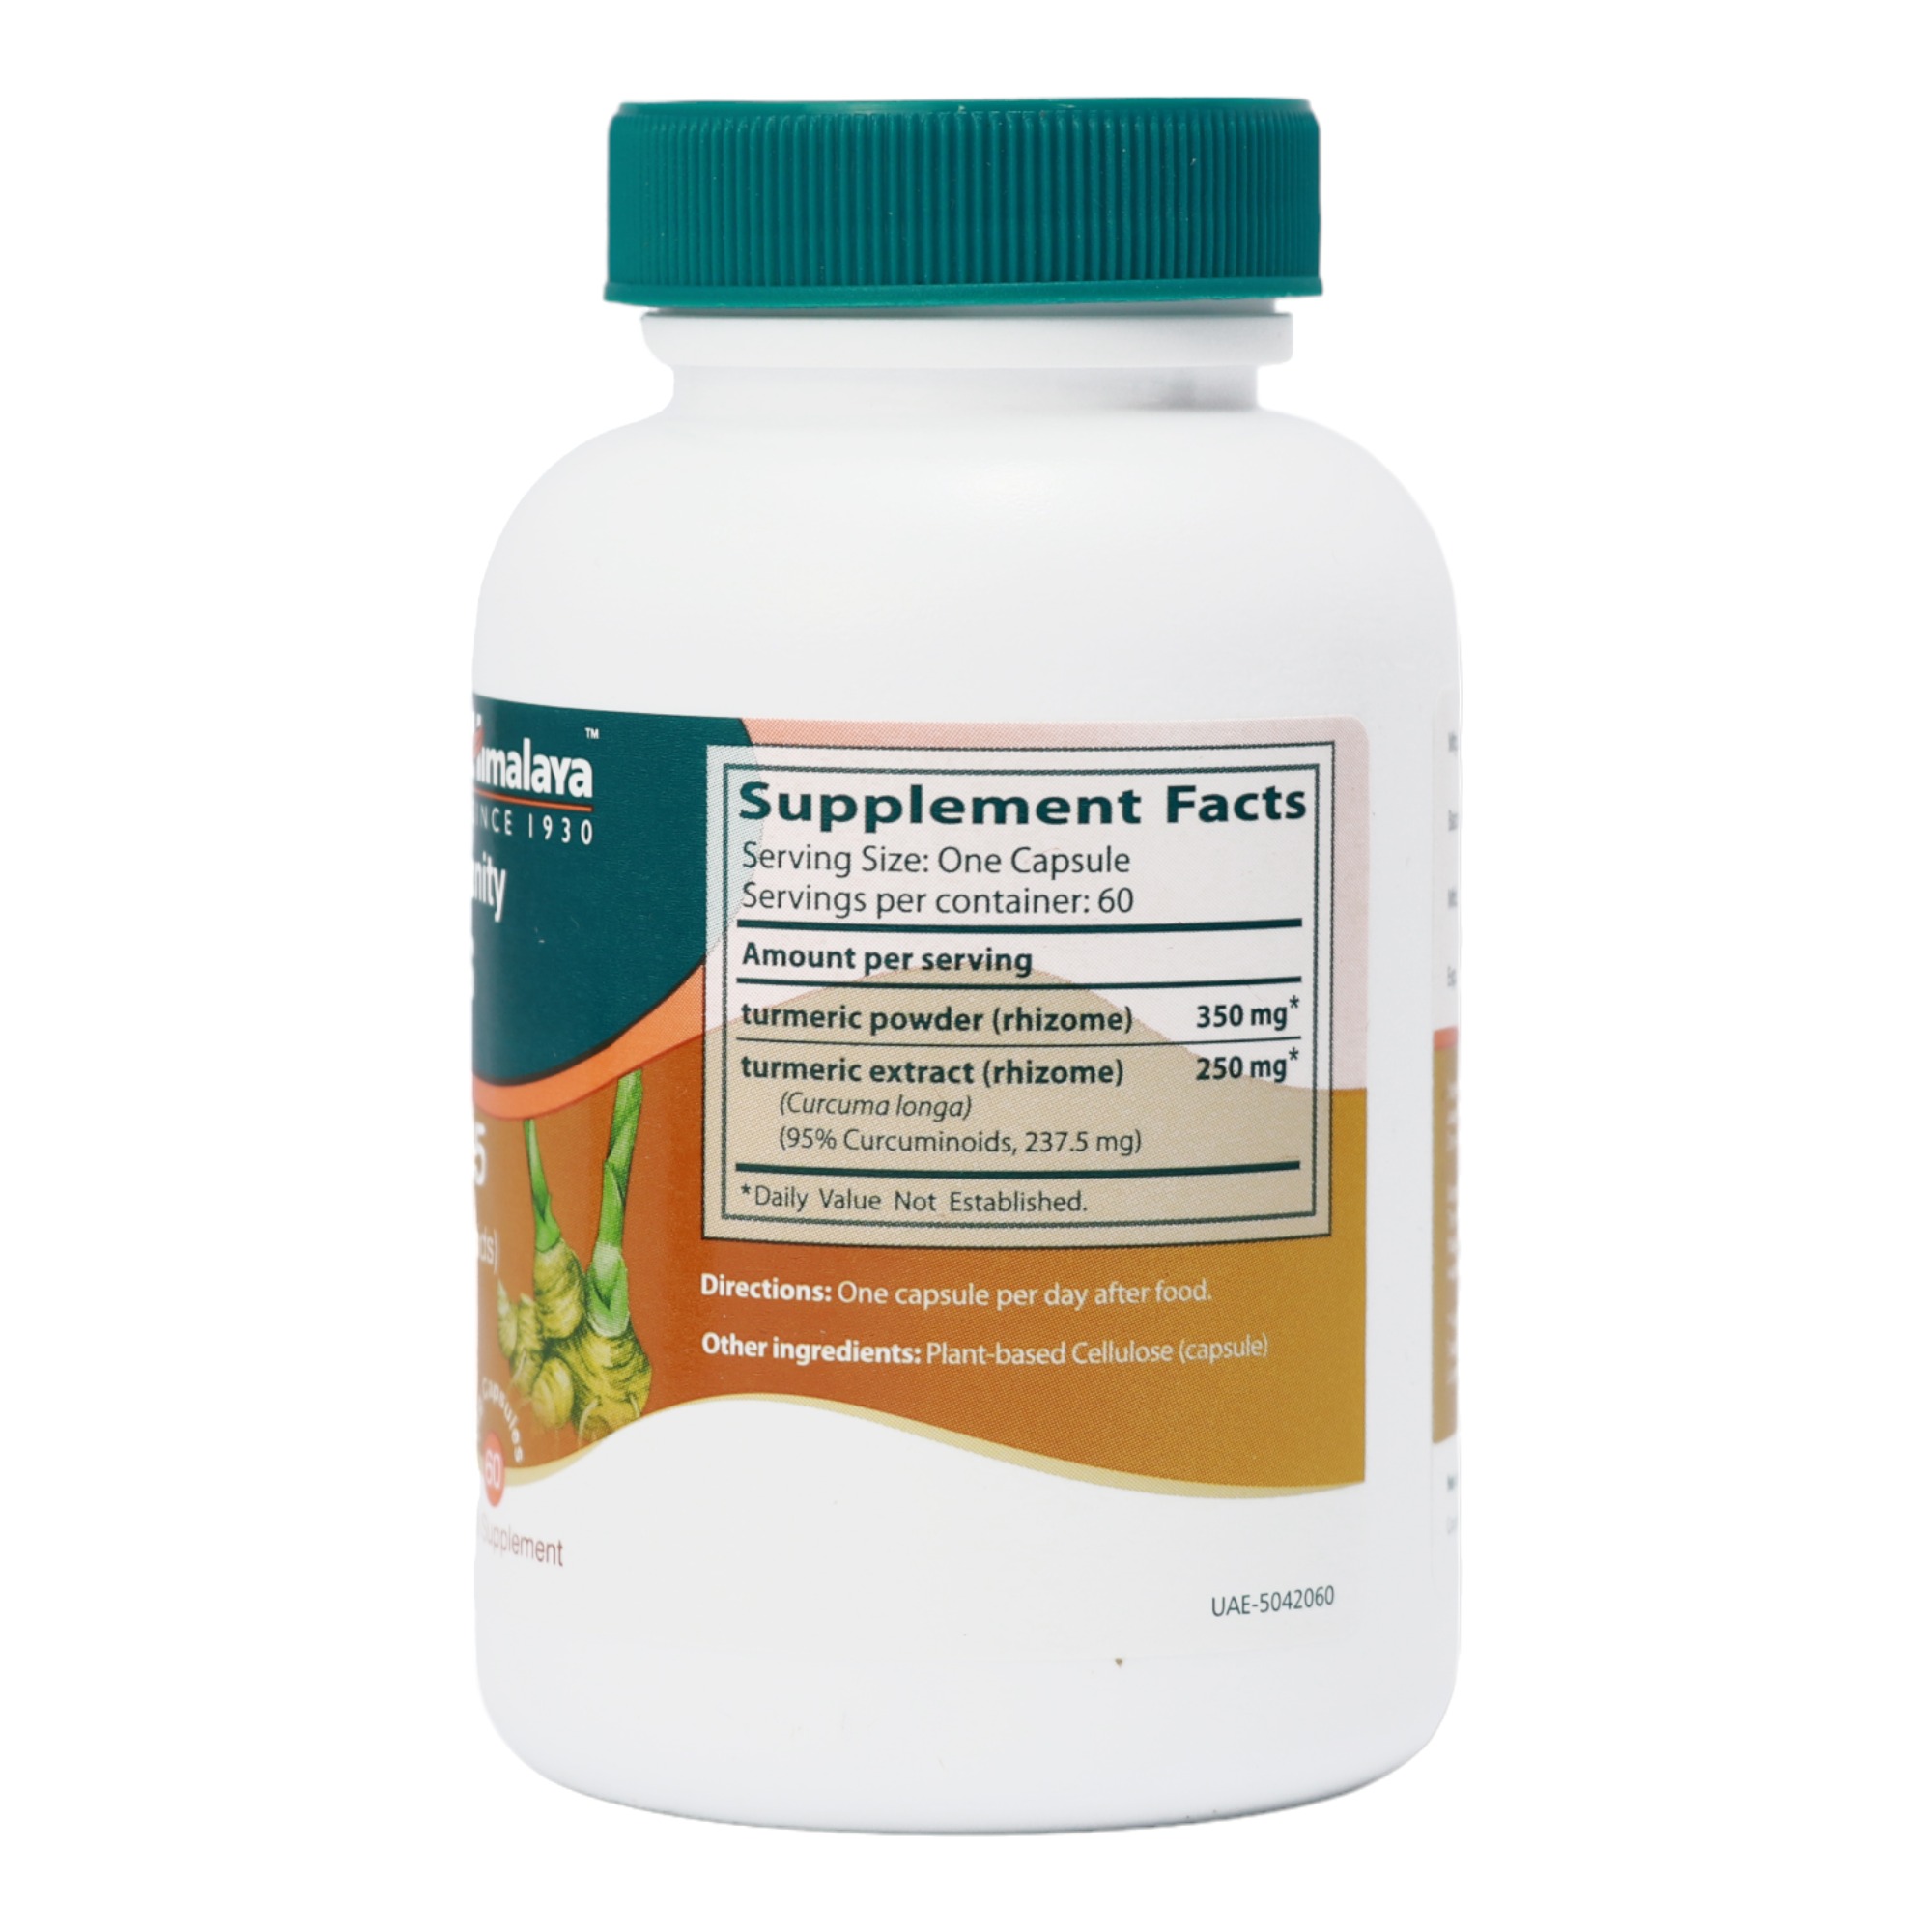 TM
1930
Supplement Facts
Serving Size: One Capsule
Servings per container: 60
Amount per serving
turmeric powder (rhizome) 350 mg*
turmeric extract (rhizome) 250 mg*
(Curcuma longa)
(95% Curcuminoids, 237.5 mg)
*Daily Value Not Established.
Directions: One capsule per day after food.
Other ingredients: Plant-based Cellulose (capsule)
capsules
60
Supplement
UAE-5042060